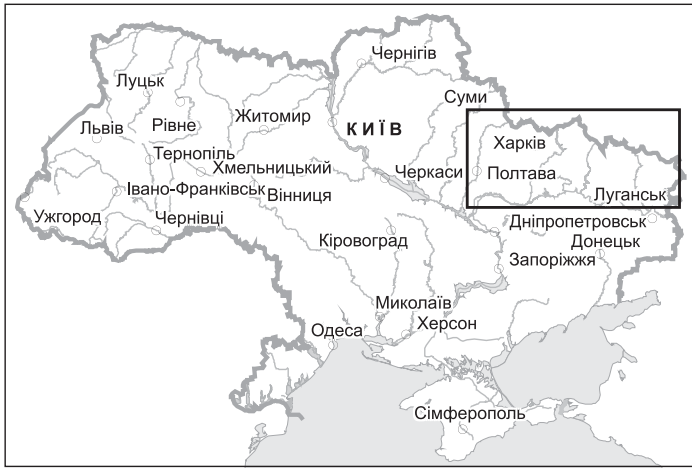 Чернігів
Луцьк
Суми
Житомир
Рівне
КИЇВ
Львів
Харків
Тернопіль
Хмельницький
Черкаси
Полтава
Івано-Франківськ
Вінниця
Луганськ
Ужгород
Чернівці
Дніпропетровськ
Кіровоград
Донецьк
Запоріжжя
Миколаїв
Херсон
Одеса
Сімферополь